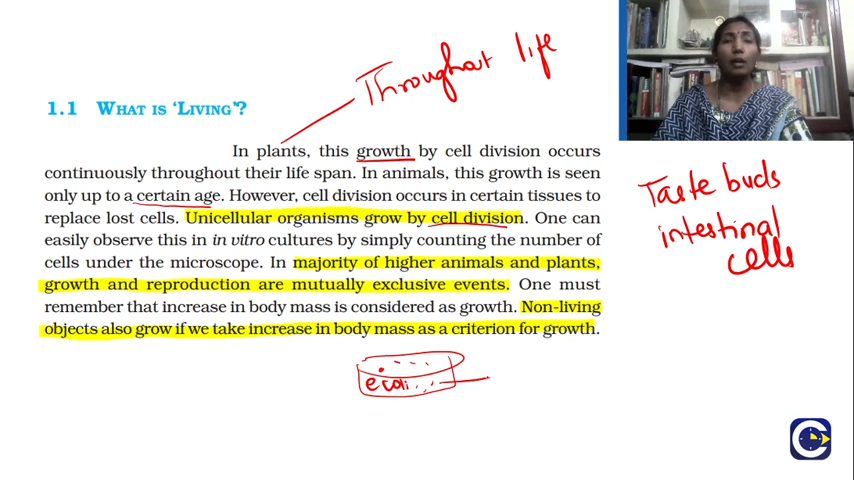 Throughout life
1.1 WHAT IS 'LIVING'?
In plants, this growth by cell division occurs
continuously throughout their life span. In animals, this growth is seen
only up to a certain age. However, cell division occurs in certain tissues to
replace lost cells. Unicellular organisms grow by cell division. One can
easily observe this in in vitro cultures by simply counting the number of
cells under the microscope. In majority of higher animals and plants,
growth and reproduction are mutually exclusive events. One must
remember that increase in body mass is considered as growth. Non-living
objects also grow if we take increase in body mass as a criterion for growth.
Taste buds
intestinal
cells
ecoli